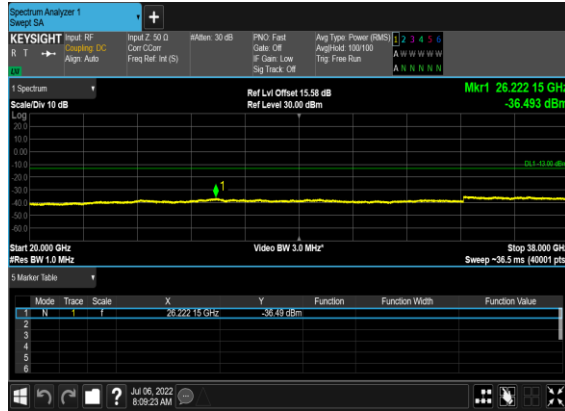 Spectrum Analyzer 1
Swept SA
+
KEYSIGHT Input: RF Input Z: 50 Ω #Atten: 30 dB PNO: Fast Avg Type: Power (RMS) 1 2 3 4 5 6
R T Coupling: DC Corr CCorr Gate: Off Avg|Hold: 100/100 A W W W W W
Align: Auto Freq Ref: Int (S) IF Gain: Low Trig: Free Run
Sig Track: Off A N N N N N
1 Spectrum
Ref Lvl Offset 15.58 dB Mkr1 26.222 15 GHz
Scale/Div 10 dB Ref Level 30.00 dBm -36.493 dBm
Log
20.0
10.0
0.00
-10.0
DL1 -13.00 dBm
-20.0
-30.0
1
-40.0
-50.0
-60.0
Start 20.000 GHz Video BW 3.0 MHz* Stop 38.000 GHz
#Res BW 1.0 MHz Sweep ~36.5 ms (40001 pts)
5 Marker Table
Mode Trace Scale X Y Function Function Width Function Value
1 N 1 f 26.222 15 GHz -36.49 dBm
2
3
4
5
6
? Jul 06, 2022
8:09:23 AM